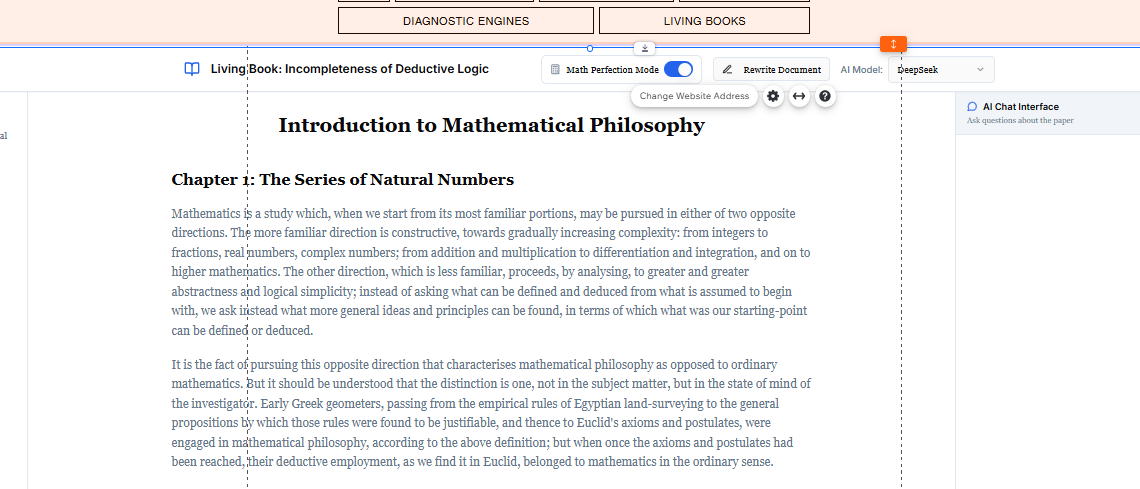 DIAGNOSTIC ENGINES
LIVING BOOKS
Living Book: Incompleteness of Deductive Logic
Math Perfection Mode
Rewrite Document
AI Model:
DeepSeek
Change Website Address
al
AI Chat Interface
Ask questions about the paper
Introduction to Mathematical Philosophy
Chapter 1: The Series of Natural Numbers
Mathematics is a study which, when we start from its most familiar portions, may be pursued in either of two opposite
directions. The more familiar direction is constructive, towards gradually increasing complexity: from integers to
fractions, real numbers, complex numbers; from addition and multiplication to differentiation and integration, and on to
higher mathematics. The other direction, which is less familiar, proceeds, by analysing, to greater and greater
abstractness and logical simplicity; instead of asking what can be defined and deduced from what is assumed to begin
with, we ask instead what more general ideas and principles can be found, in terms of which what was our starting-point
can be defined or deduced.
It is the fact of pursuing this opposite direction that characterises mathematical philosophy as opposed to ordinary
mathematics. But it should be understood that the distinction is one, not in the subject matter, but in the state of mind of
the investigator. Early Greek geometers, passing from the empirical rules of Egyptian land-surveying to the general
propositions by which those rules were found to be justifiable, and thence to Euclid's axioms and postulates, were
engaged in mathematical philosophy, according to the above definition; but when once the axioms and postulates had
been reached, their deductive employment, as we find it in Euclid, belonged to mathematics in the ordinary sense.